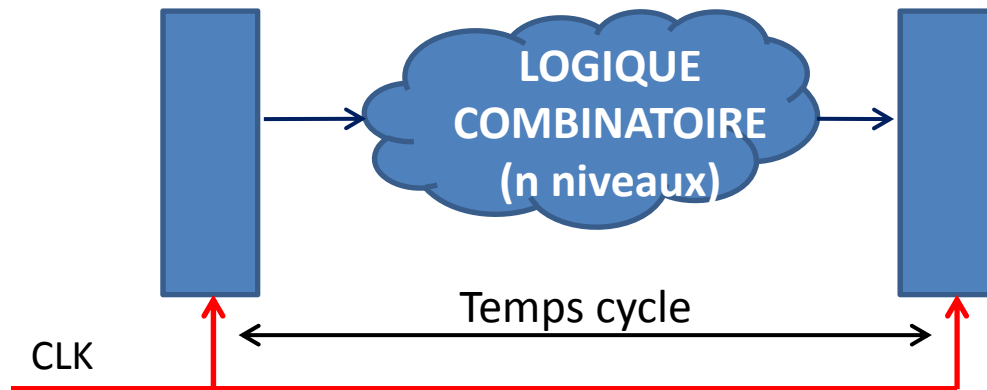 LOGIQUE
COMBINATOIRE
(n niveaux)
Temps cycle
CLK